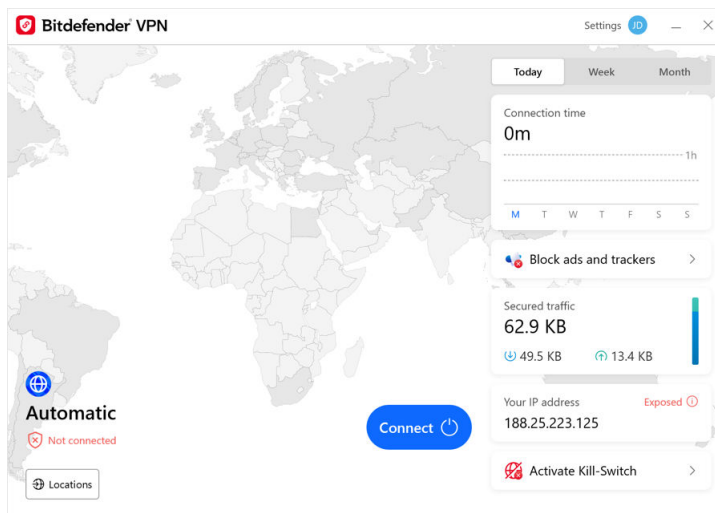 Bitdefender® VPN
Settings JD
Today Week Month
Connection time
0m
1h
M T W T F S S
Block ads and trackers
Secured traffic
62.9 KB
49.5 KB 13.4 KB
Your IP address Exposed
188.25.223.125
Activate Kill-Switch
Automatic
Not connected
Locations
Connect